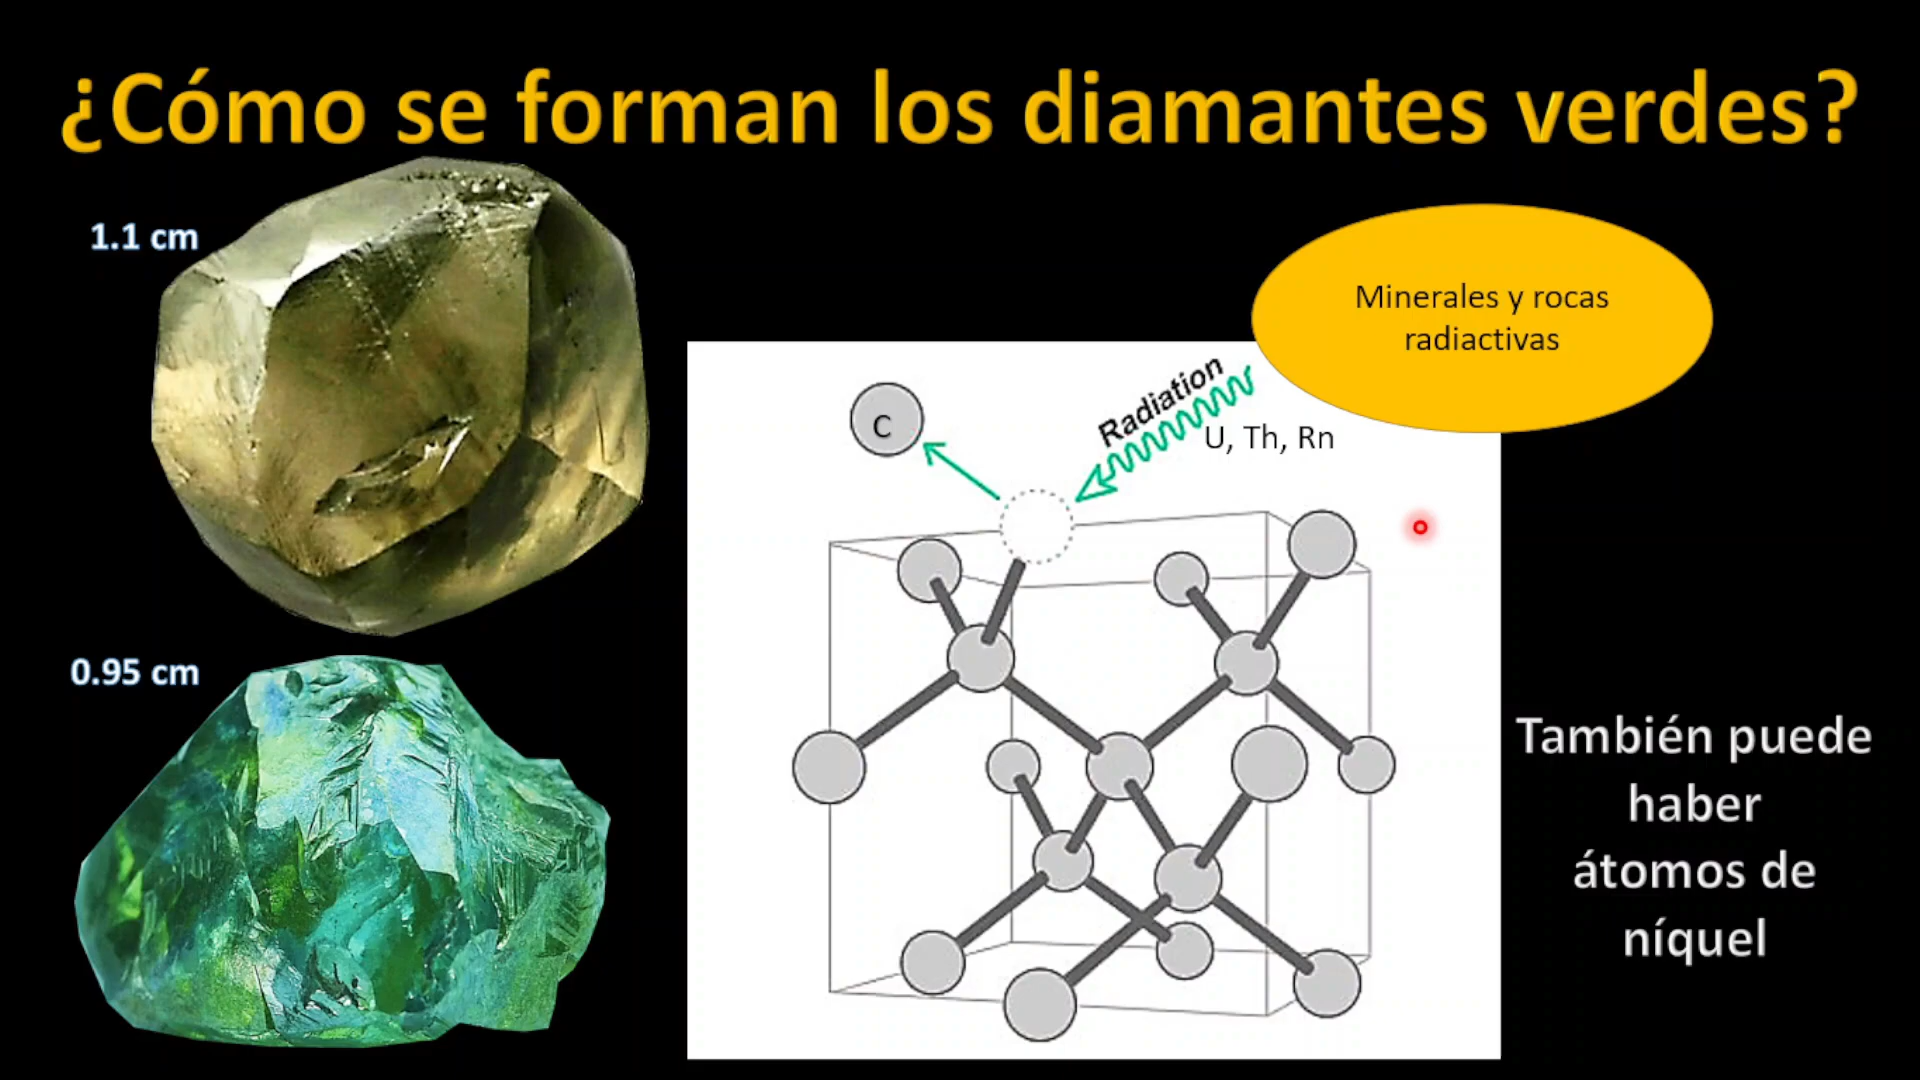 ¿Cómo se forman los diamantes verdes?
1.1 cm
Minerales y rocas
radiactivas
Radiation
C
U, Th, Rn
0.95 cm
También puede
haber
átomos de
níquel